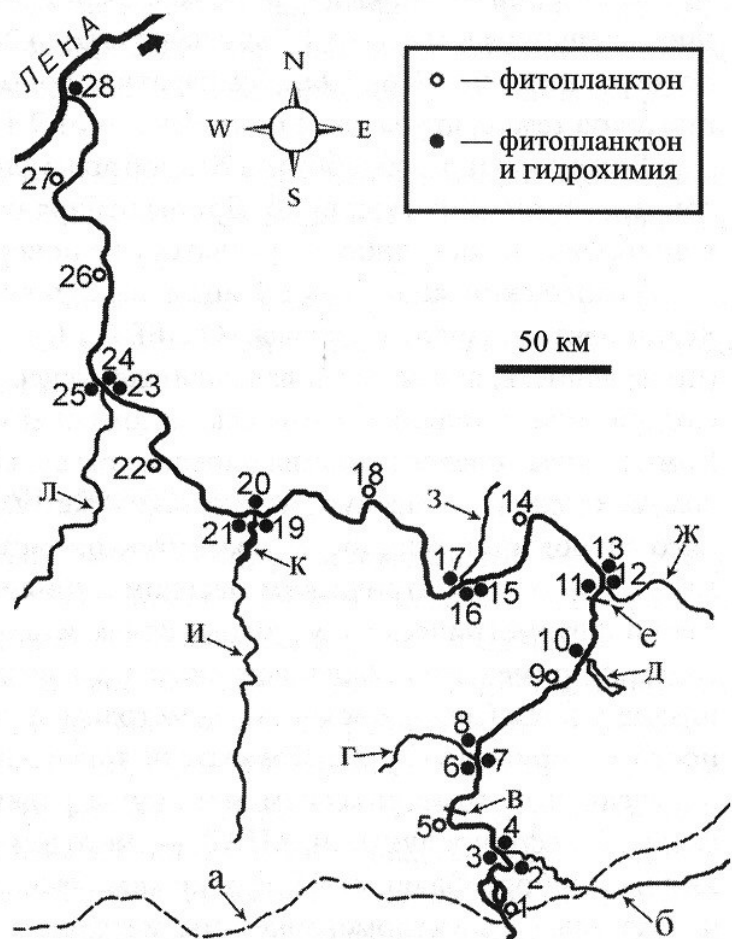 ЛЕНА
28
N
W E
S
— фитопланктон
— фитопланктон
и гидрохимия
27
26
50 км
24
25 23
22
20
21 19
к
18
з
14
17
16 15
13
11 12
ж
е
л
и
10
9
д
8
г
6 7
в
5
4
3 2
а
1
б